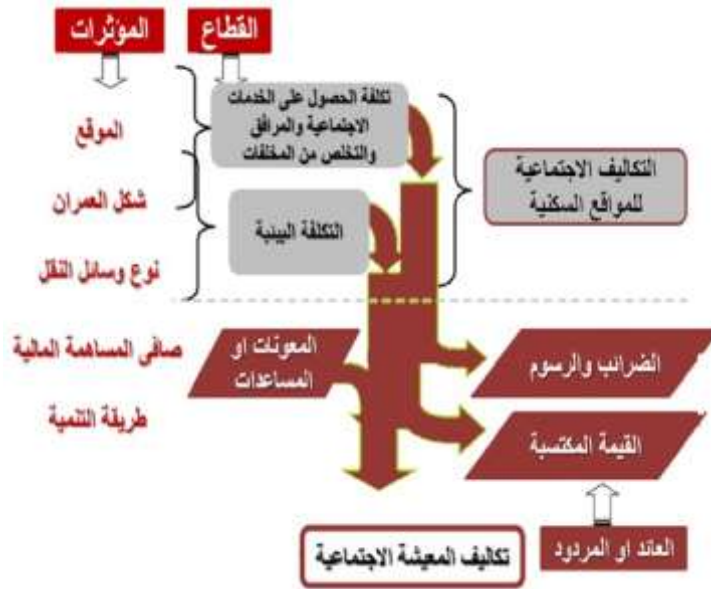 القطاع
المؤثرات
تكلفة الحصول على الخدمات
الاجتماعية والمرافق
والتخلص من المخلفات
الموقع
التكاليف الاجتماعية
للمواقع السكنية
شكل العمران
التكلفة البيئية
نوع وسائل النقل
المعونات او
المساعدات
صافى المساهمة المالية
الضرائب والرسوم
طريقة التنمية
القيمة المكتسبة
العائد او المردود
تكاليف المعيشة الاجتماعية